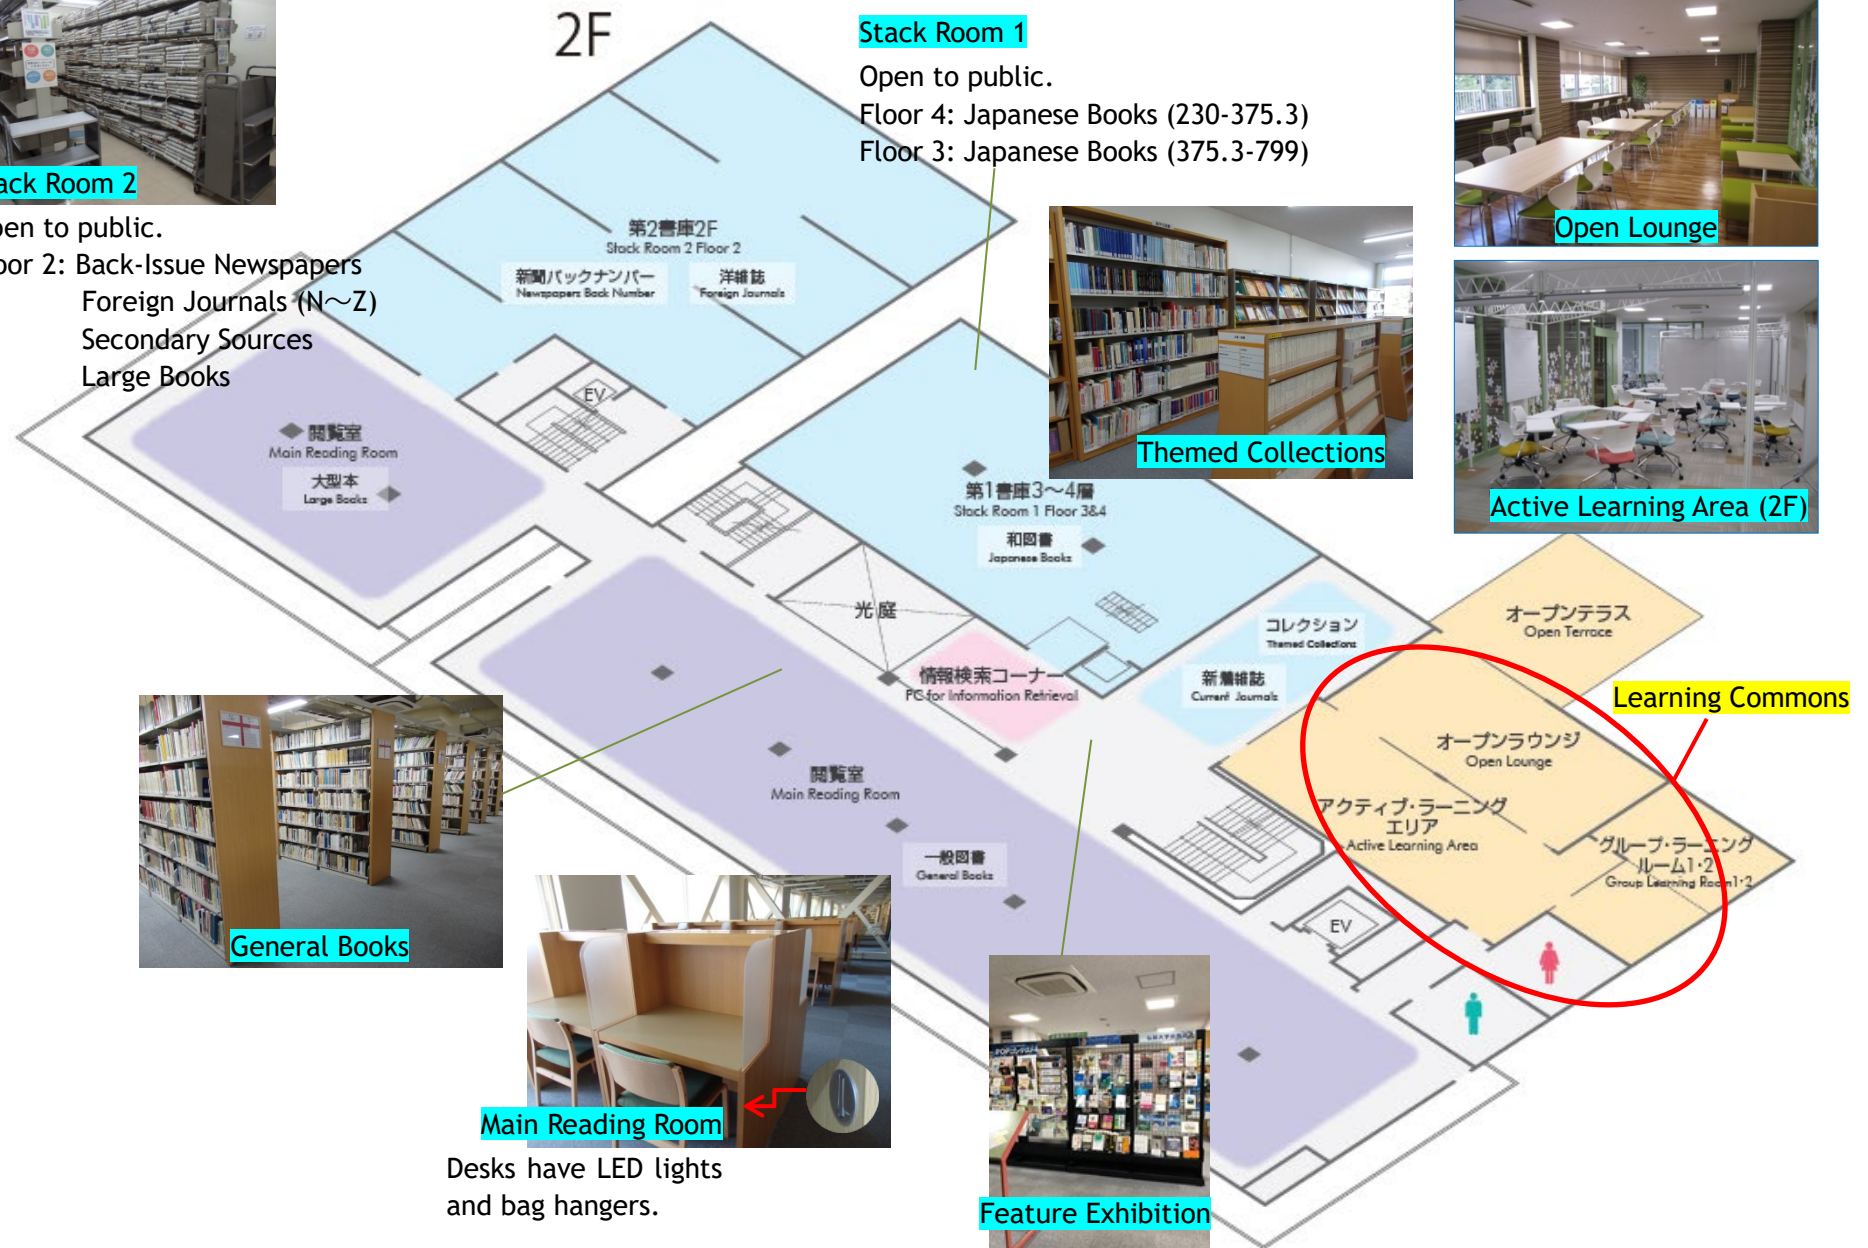 2F
Stack Room 1
Open to public.
Floor 4: Japanese Books (230-375.3)
Floor 3: Japanese Books (375.3-799)
ack Room 2
pen to public.
oor 2: Back-Issue Newspapers
Foreign Journals (N～Z)
Secondary Sources
Large Books
第2書庫2F
Stack Room 2 Floor 2
新聞バックナンバー
Newspapers Back Number
洋雑誌
Foreign Journals
Open Lounge
Themed Collections
Active Learning Area (2F)
EV
閲覧室
Main Reading Room
大型本
Large Books
第1書庫3～4層
Stack Room 1 Floor 3&4
和図書
Japanese Books
光庭
コレクション
Themed Collections
新着雑誌
Current Journals
情報検索コーナー
PC for Information Retrieval
オープンテラス
Open Terrace
Learning Commons
オープンラウンジ
Open Lounge
アクティブ・ラーニング
エリア
Active Learning Area
グループ・ラーニング
ルーム1・2
Group Learning Room1・2
閲覧室
Main Reading Room
一般図書
General Books
EV
General Books
Main Reading Room
Desks have LED lights
and bag hangers.
Feature Exhibition